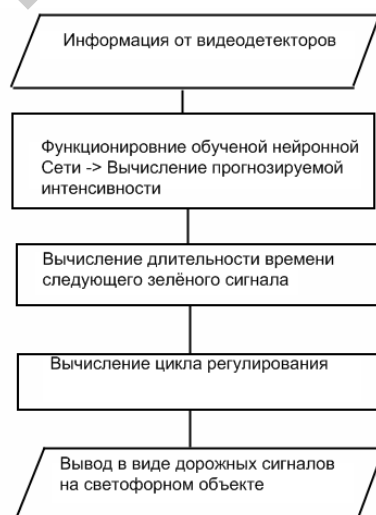 Информация от видеодетекторов
Функционировние обученой нейронной
Сети -> Вычисление прогнозируемой
интенсивности
Вычисление длительности времени
следующего зелёного сигнала
Вычисление цикла регулирования
Вывод в виде дорожных сигналов
на светофорном объекте